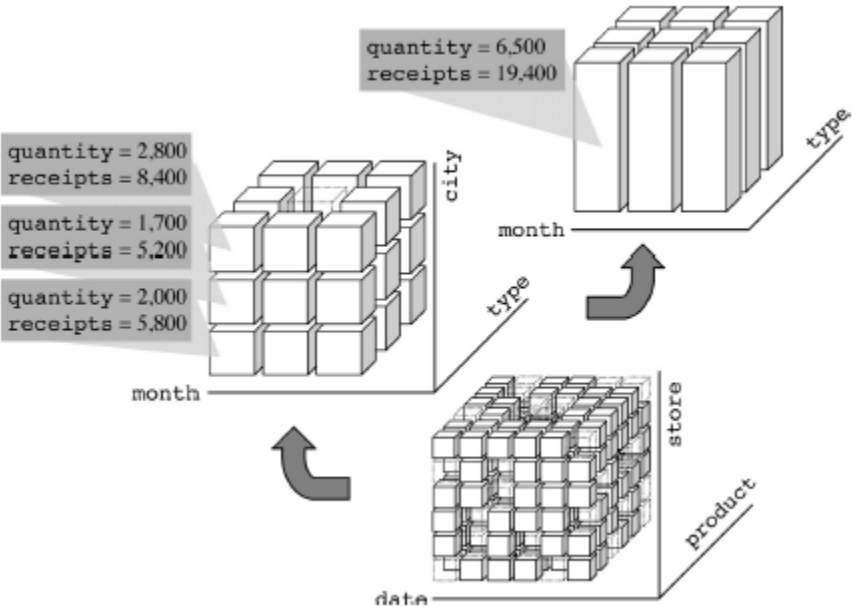 quantity = 6,500
receipts = 19,400
type
month
quantity = 2,800
receipts = 8,400
quantity = 1,700
receipts = 5,200
quantity = 2,000
receipts = 5,800
city
type
month
store
product
date